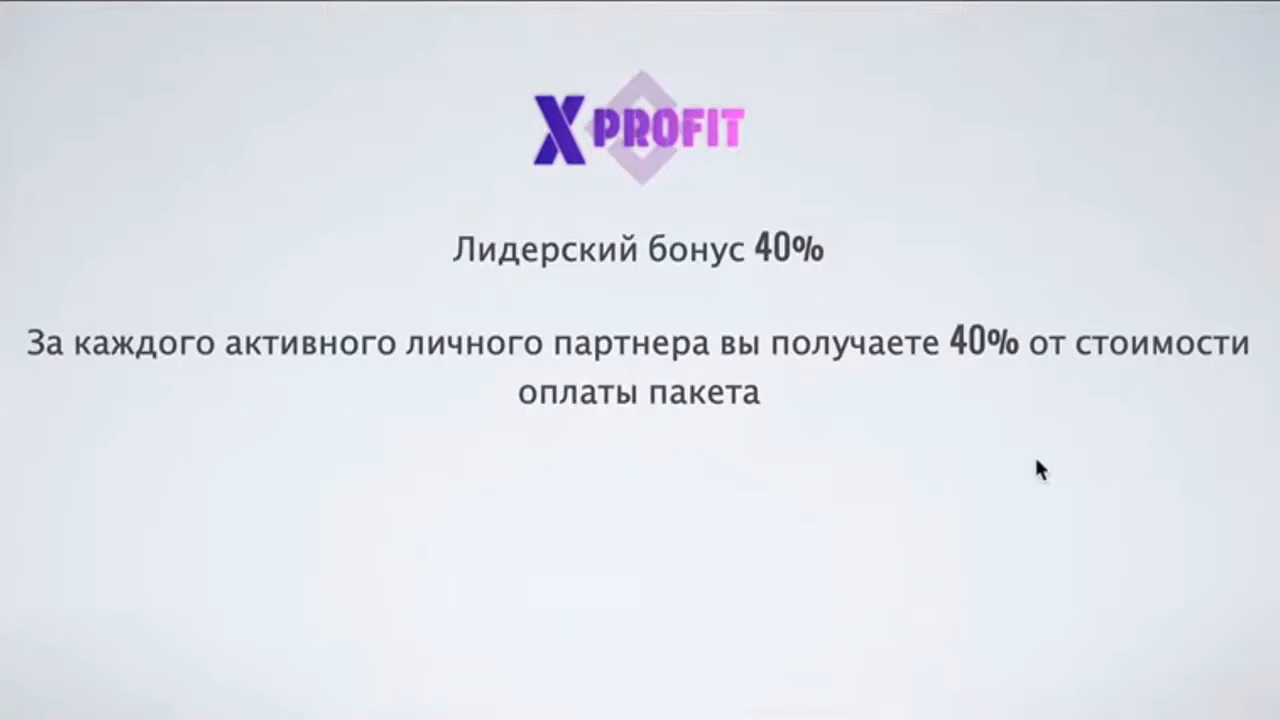 X PROFIT
Лидерский бонус 40%
За каждого активного личного партнера вы получаете 40% от стоимости
оплаты пакета